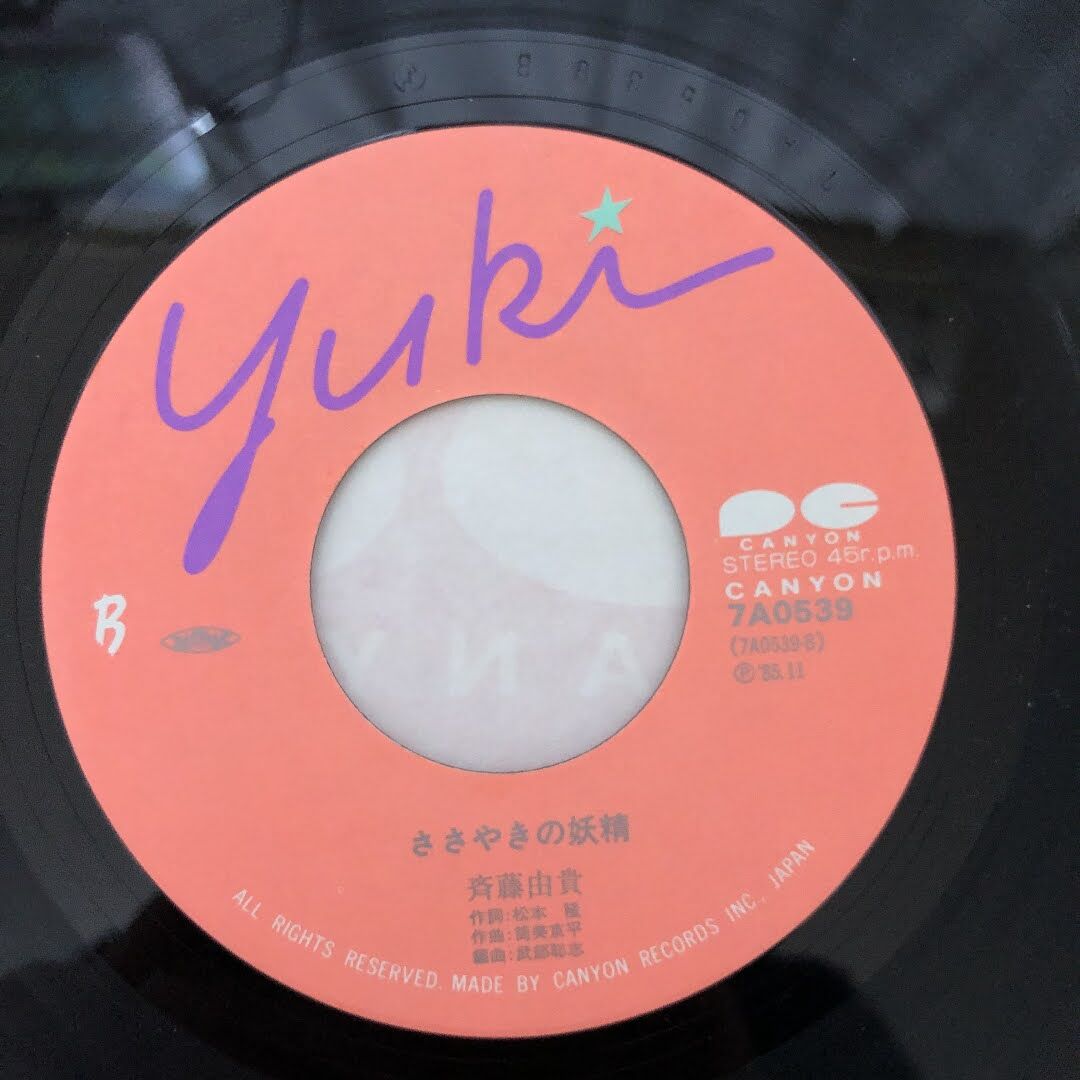 yuki
CANYON
STEREO 45r.p.m.
CANYON
7A0539
(7A0539-B)
Ⓟ '85.11
B
ささやきの妖精
斉藤由貴
作詞:松本 隆
作曲:筒美京平
編曲:武部聡志
ALL RIGHTS RESERVED. MADE BY CANYON RECORDS INC., JAPAN